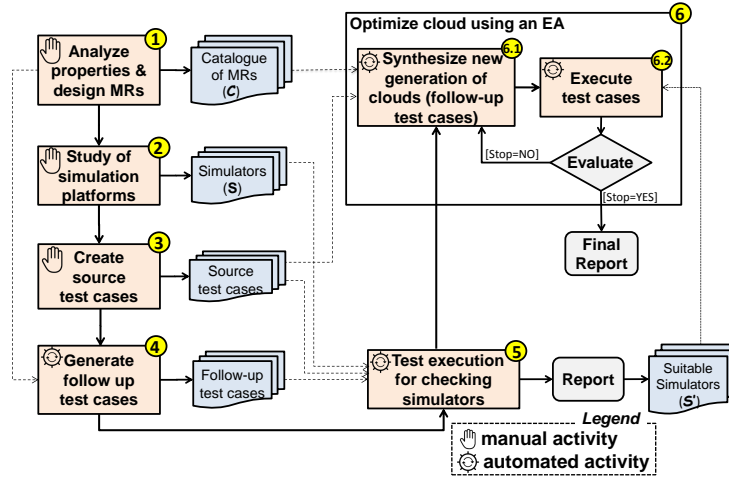 1
Analyze
properties &
design MRs
Catalogue
of MRs
(C)
2
Study of
simulation
platforms
Simulators
(S)
3
Create
source
test cases
Source
test cases
4
Generate
follow up
test cases
Follow-up
test cases
Optimize cloud using an EA
6
6.1
Synthesize new
generation of
clouds (follow-up
test cases)
6.2
Execute
test cases
[Stop=NO]
Evaluate
[Stop=YES]
Final
Report
5
Test execution
for checking
simulators
Report
Suitable
Simulators
(S')
Legend
manual activity
automated activity